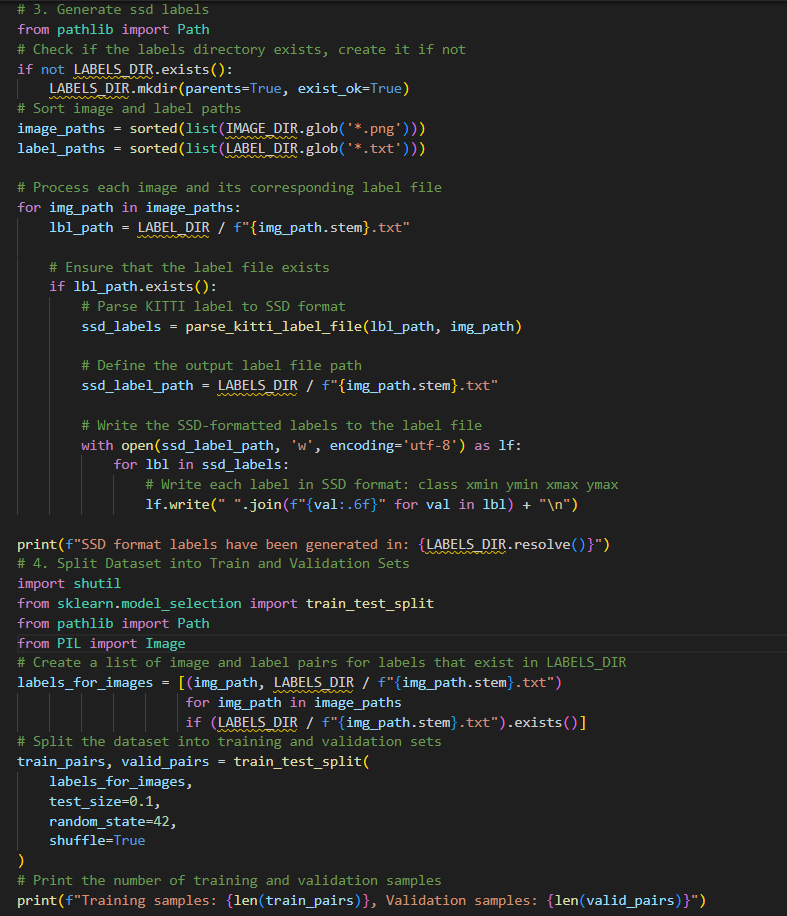 # 3. Generate ssd labels
from pathlib import Path
# Check if the labels directory exists, create it if not
if not LABELS_DIR.exists():
    LABELS_DIR.mkdir(parents=True, exist_ok=True)
# Sort image and label paths
image_paths = sorted(list(IMAGE_DIR.glob('*.png')))
label_paths = sorted(list(LABEL_DIR.glob('*.txt')))

# Process each image and its corresponding label file
for img_path in image_paths:
    lbl_path = LABEL_DIR / f"{img_path.stem}.txt"

    # Ensure that the label file exists
    if lbl_path.exists():
        # Parse KITTI label to SSD format
        ssd_labels = parse_kitti_label_file(lbl_path, img_path)

        # Define the output label file path
        ssd_label_path = LABELS_DIR / f"{img_path.stem}.txt"

        # Write the SSD-formatted labels to the label file
        with open(ssd_label_path, 'w', encoding='utf-8') as lf:
            for lbl in ssd_labels:
                # Write each label in SSD format: class xmin ymin xmax ymax
                lf.write(" ".join(f"{val:.6f}" for val in lbl) + "\n")

print(f"SSD format labels have been generated in: {LABELS_DIR.resolve()}")
# 4. Split Dataset into Train and Validation Sets
import shutil
from sklearn.model_selection import train_test_split
from pathlib import Path
from PIL import Image
# Create a list of image and label pairs for labels that exist in LABELS_DIR
labels_for_images = [(img_path, LABELS_DIR / f"{img_path.stem}.txt")
                     for img_path in image_paths
                     if (LABELS_DIR / f"{img_path.stem}.txt").exists()]
# Split the dataset into training and validation sets
train_pairs, valid_pairs = train_test_split(
    labels_for_images,
    test_size=0.1,
    random_state=42,
    shuffle=True
)
# Print the number of training and validation samples
print(f"Training samples: {len(train_pairs)}, Validation samples: {len(valid_pairs)}")